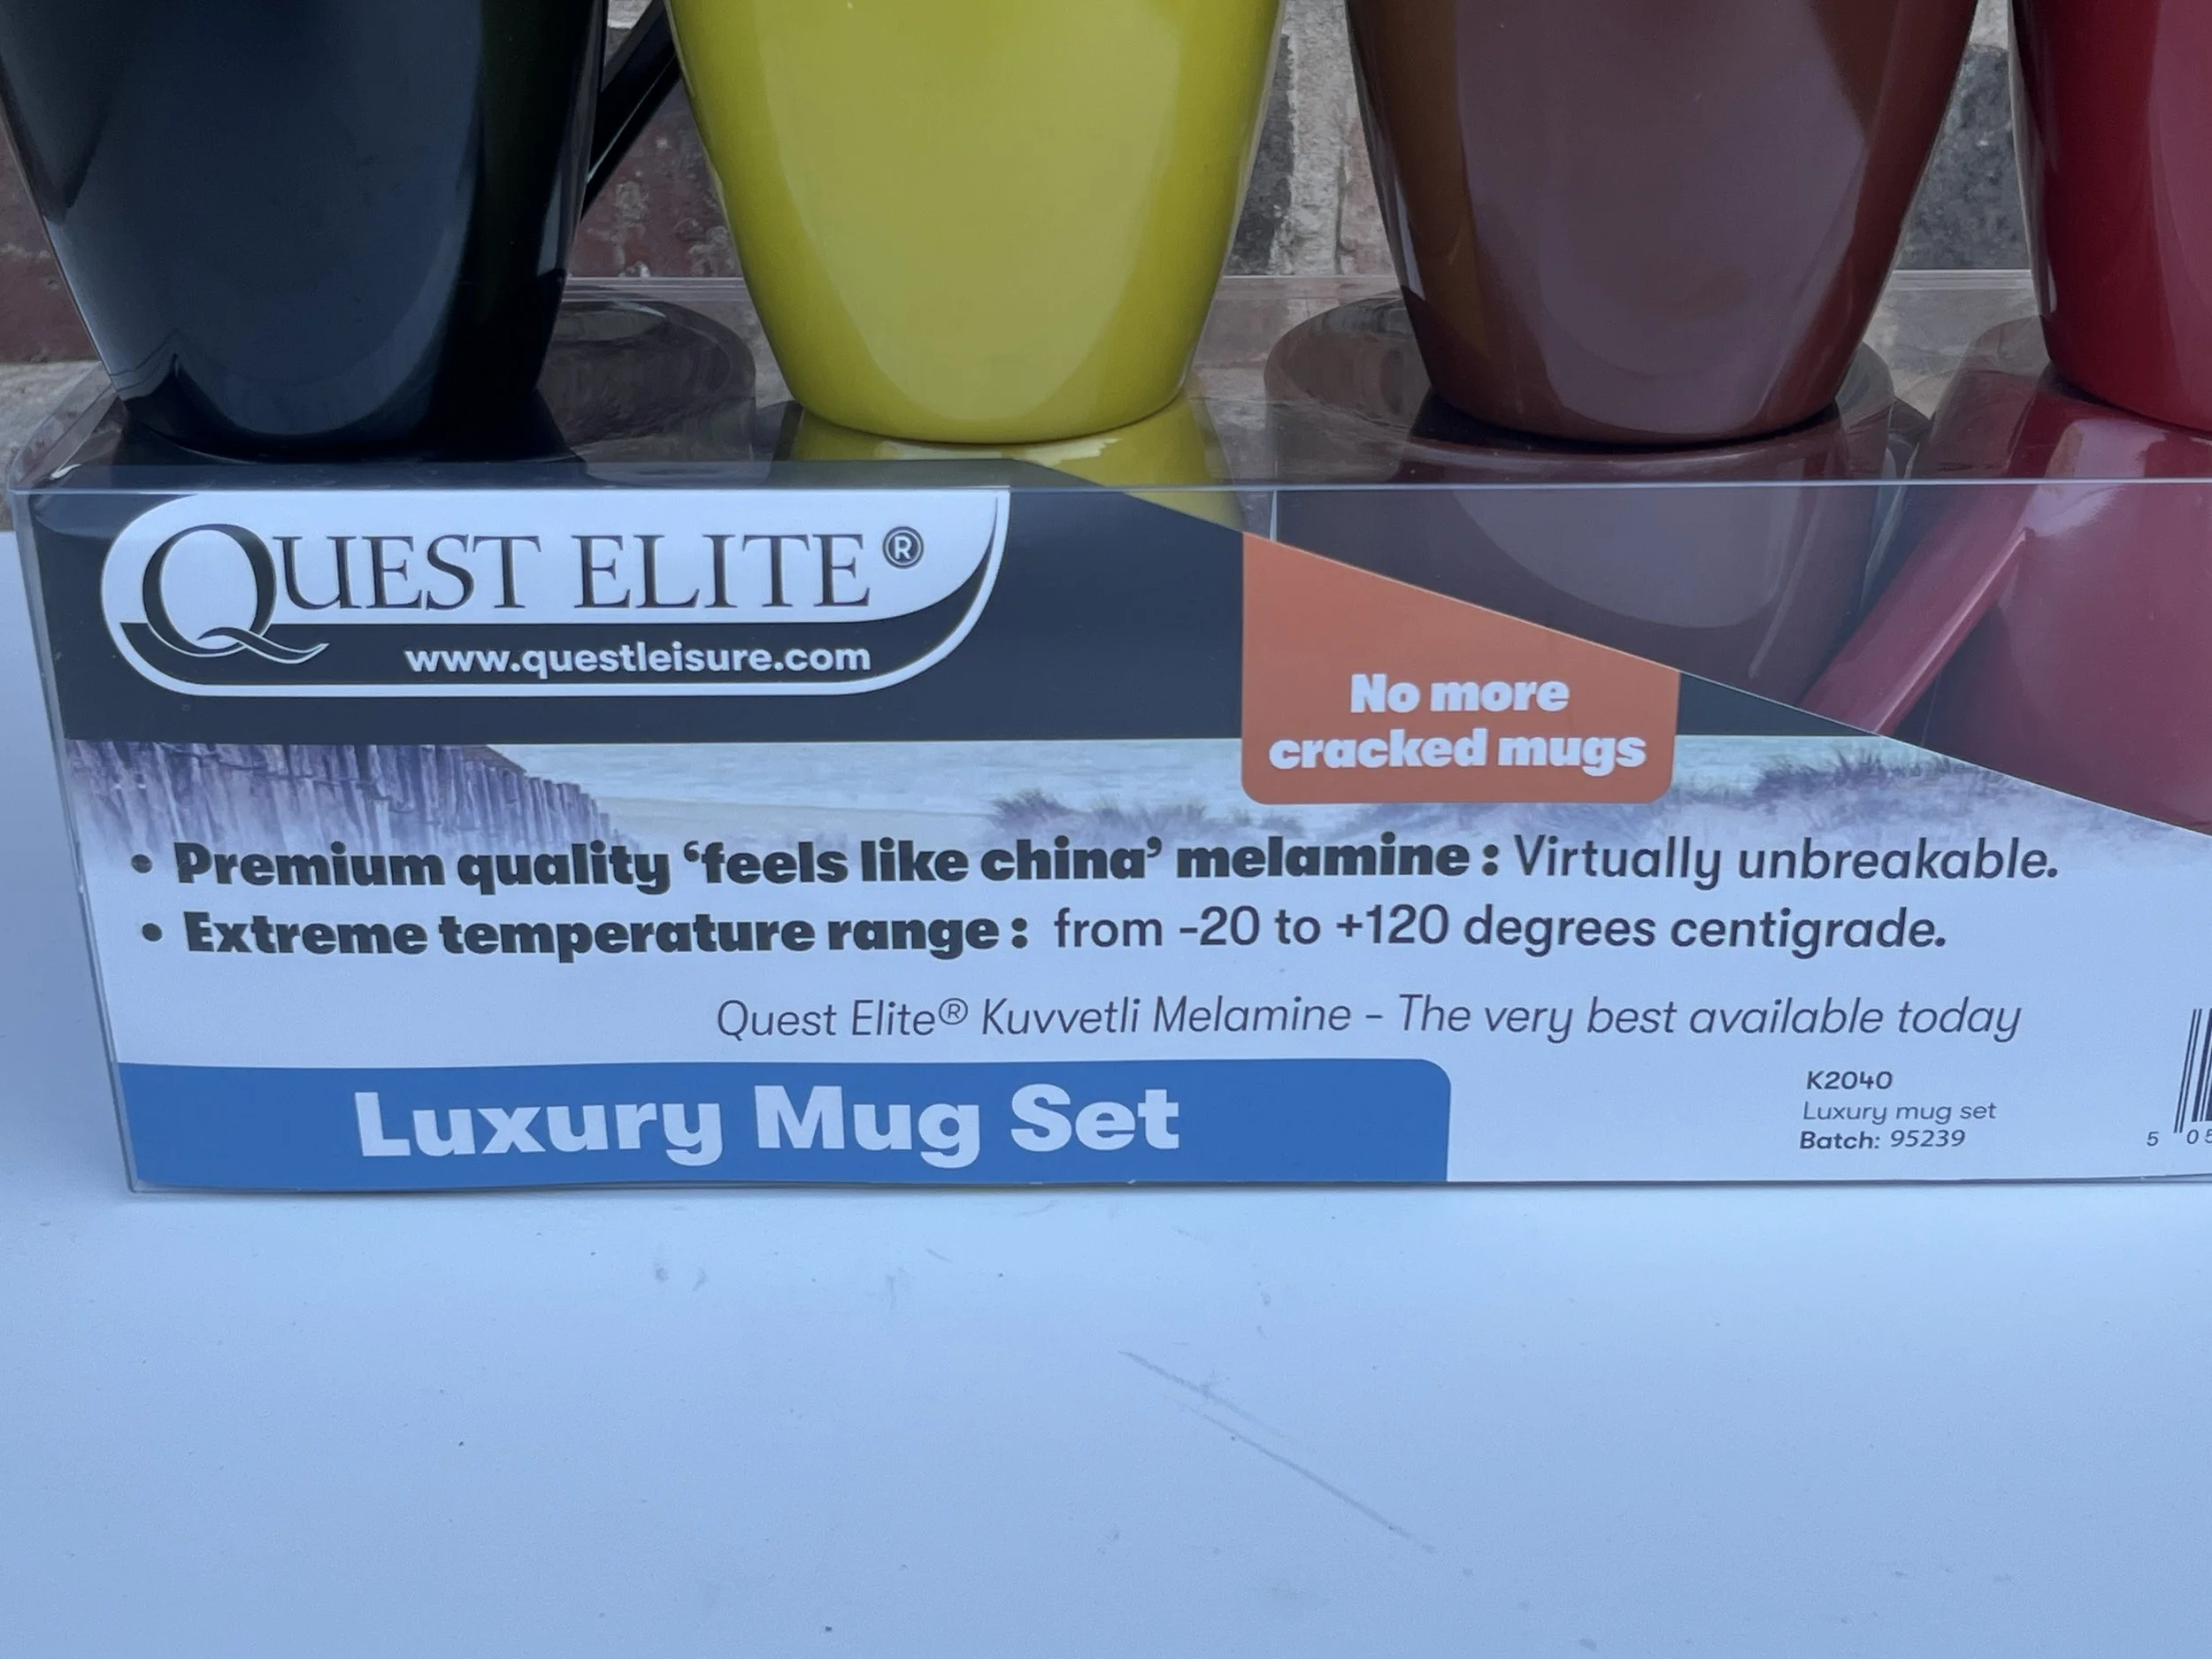 QUEST ELITE®
www.questleisure.com
No more
cracked mugs
• Premium quality ‘feels like china’ melamine : Virtually unbreakable.
• Extreme temperature range : from -20 to +120 degrees centigrade.
Quest Elite® Kuvvetli Melamine - The very best available today
Luxury Mug Set
K2040
Luxury mug set
Batch: 95239
5 05